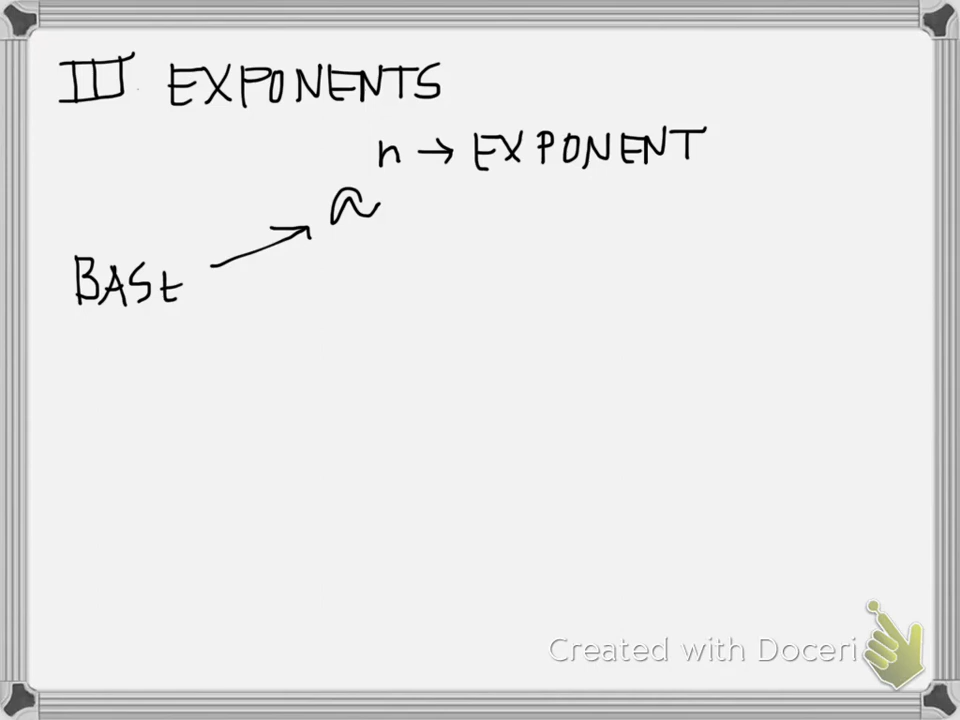 III EXPONENTS
n → EXPONENT
a
BASE
Created with Doceri